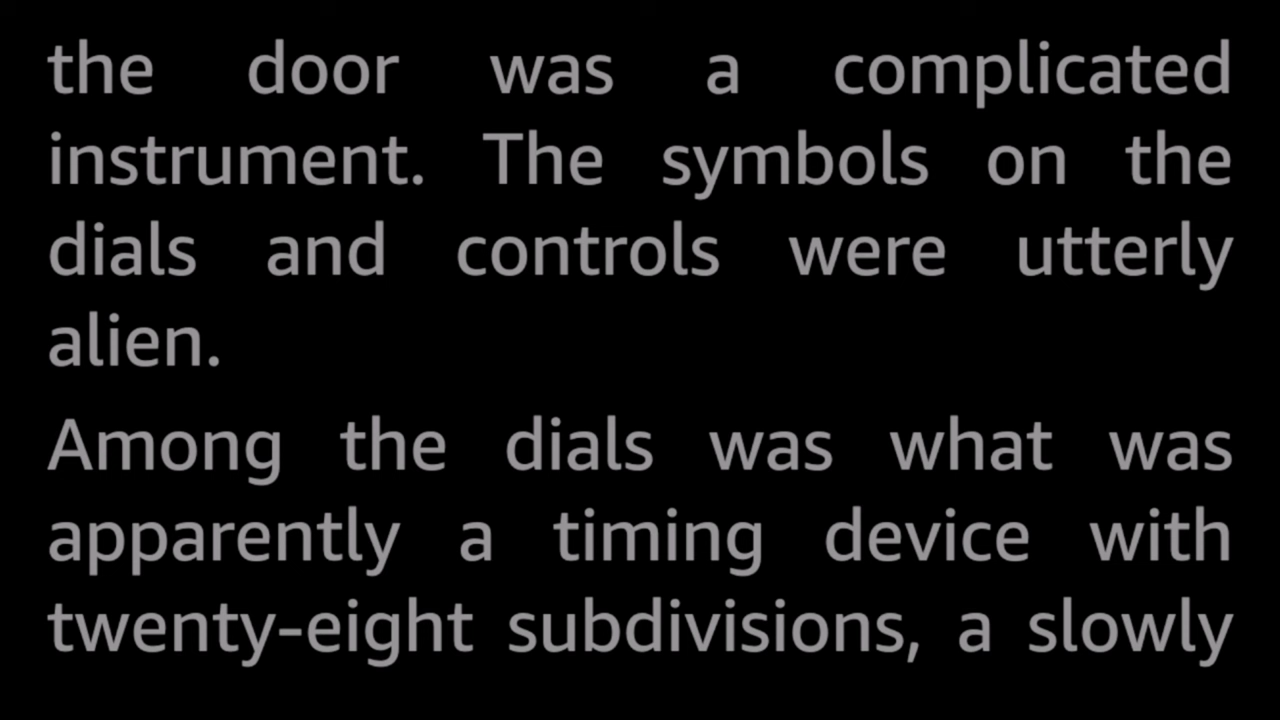 the door was a complicated
instrument. The symbols on the
dials and controls were utterly
alien.
Among the dials was what was
apparently a timing device with
twenty-eight subdivisions, a slowly